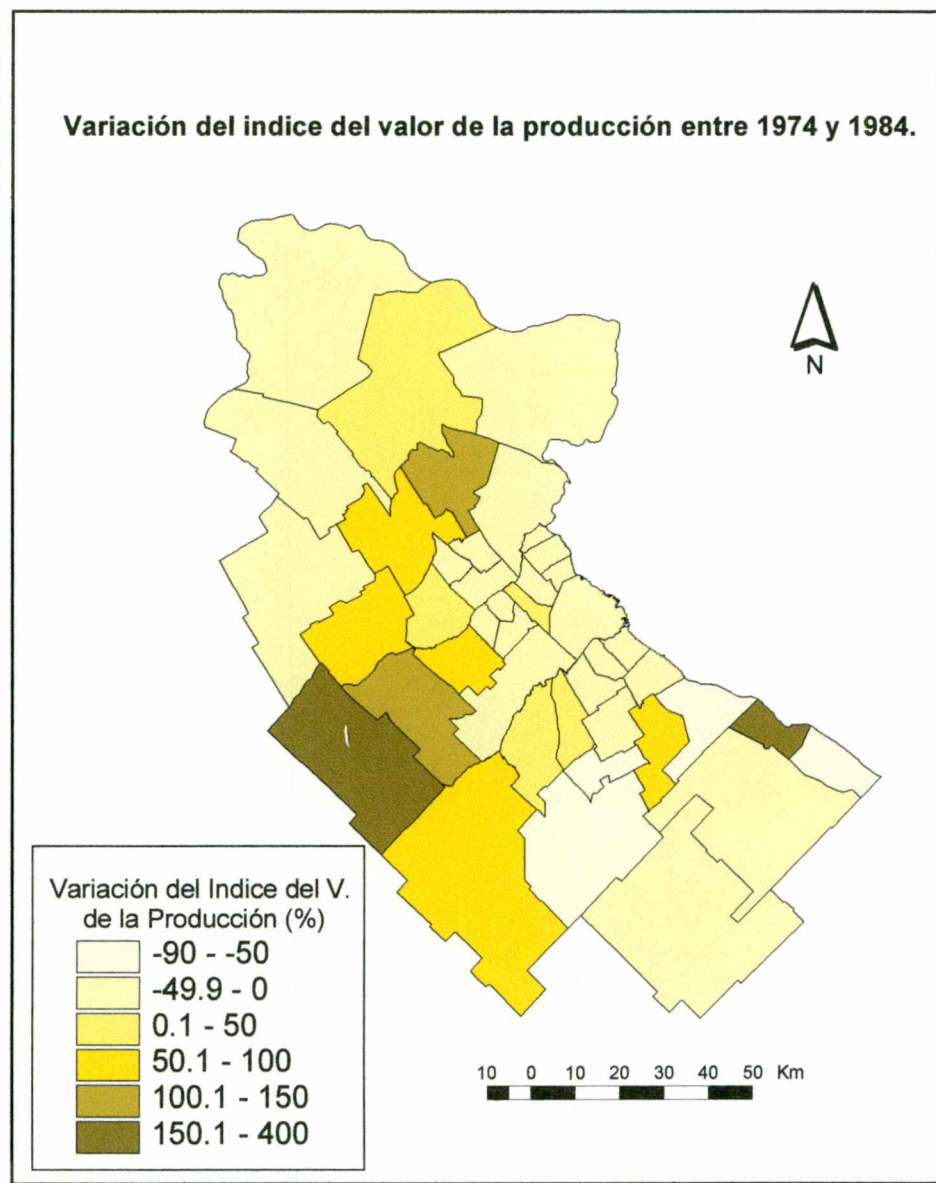 Variación del indice del valor de la producción entre 1974 y 1984.
N
Variación del Indice del V.
de la Producción (%)
-90 - -50
-49.9 - 0
0.1 - 50
50.1 - 100
100.1 - 150
150.1 - 400
10 0 10 20 30 40 50 Km